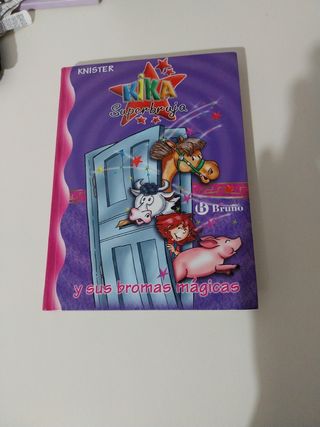 KNISTER
KIKA
Superbruja
Bruño
y sus bromas mágicas